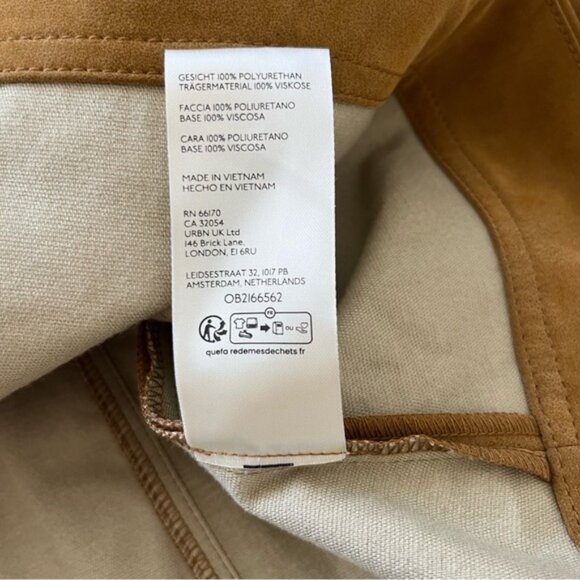 GESICHT 100% POLYURETHAN
TRÄGERMATERIAL 100% VISKOSE
FACCIA 100% POLIURETANO
BASE 100% VISCOSA
CARA 100% POLIURETANO
BASE 100% VISCOSA
MADE IN VIETNAM
HECHO EN VIETNAM
RN 66170
CA 32054
URBN UK Ltd
146 Brick Lane,
LONDON, E1 6RU
LEIDSESTRAAT 32, 1017 PB
AMSTERDAM, NETHERLANDS
OB2166562
FR
OU
quefa redemesdechets.fr